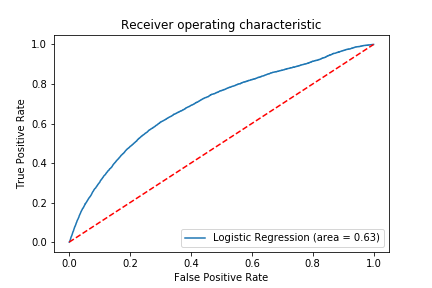 Receiver operating characteristic
1.0
0.8
0.6
0.4
0.2
0.0
True Positive Rate
Logistic Regression (area = 0.63)
0.0 0.2 0.4 0.6 0.8 1.0
False Positive Rate